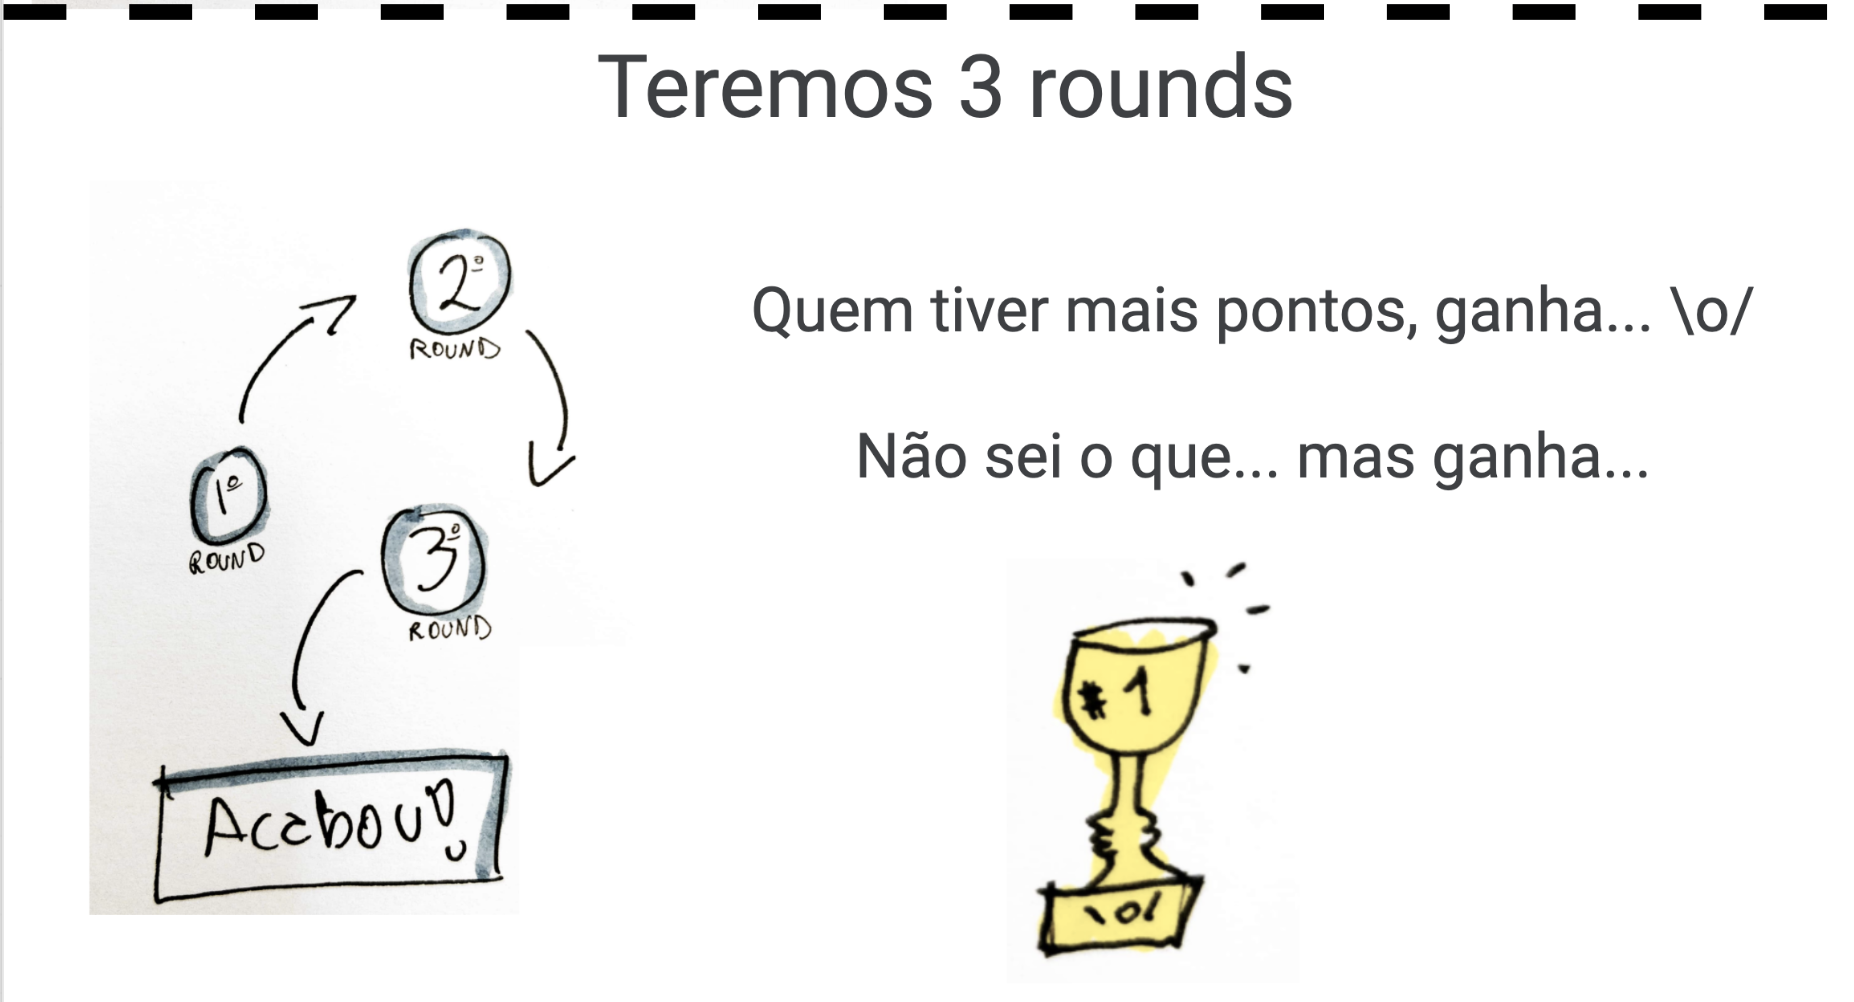 Teremos 3 rounds
2º
ROUND
Quem tiver mais pontos, ganha... \o/
Não sei o que... mas ganha...
1º
ROUND
3º
ROUND
#1
Acabou!
\o/